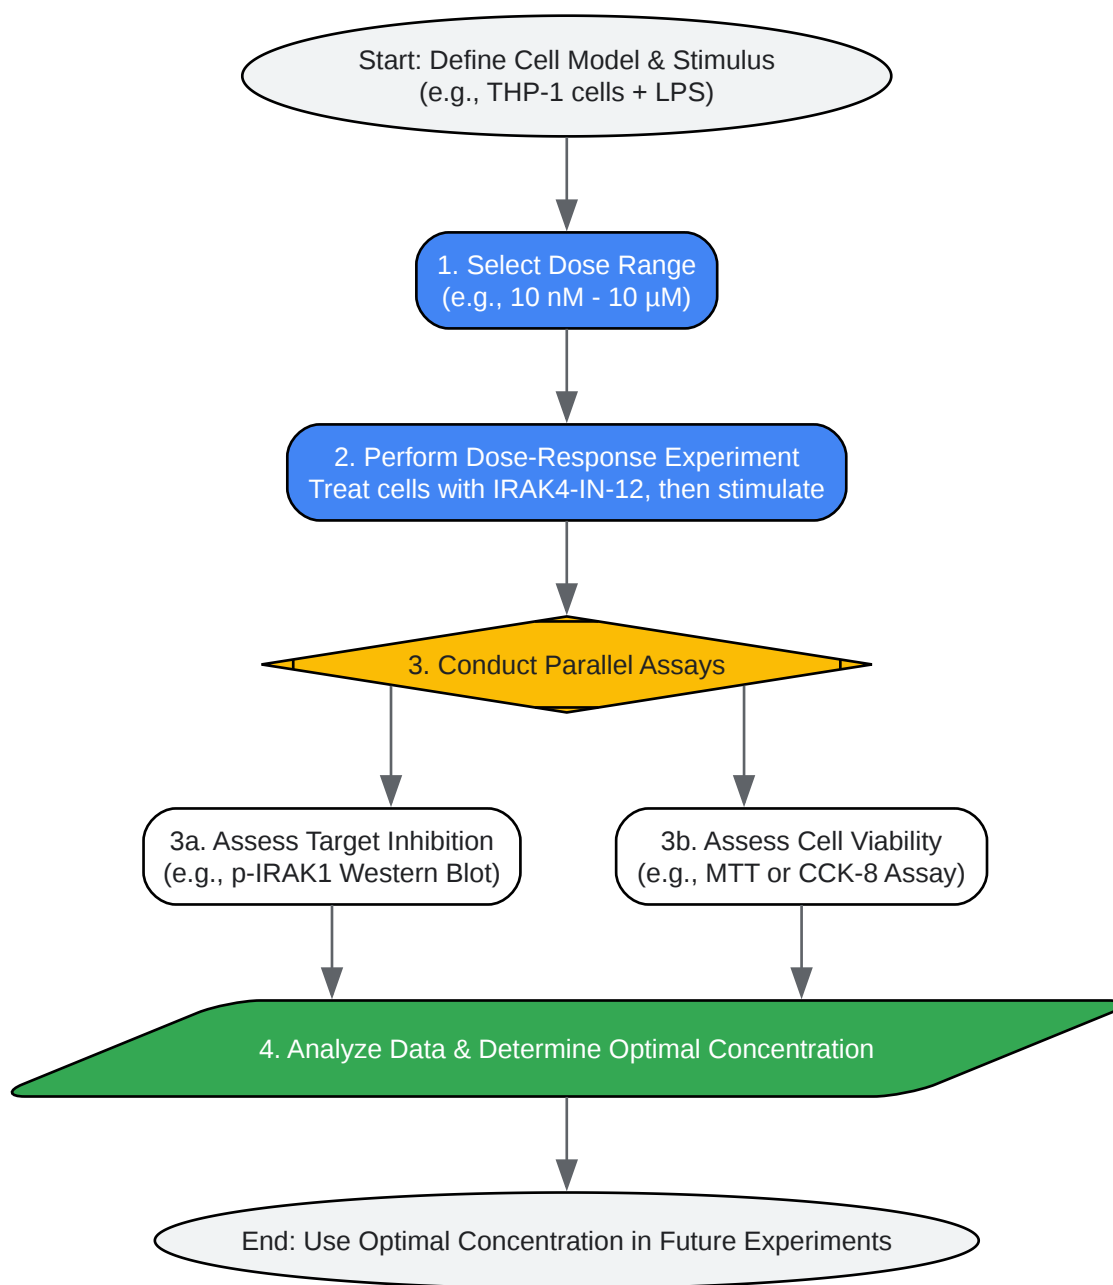 Start: Define Cell Model & Stimulus
(e.g., THP-1 cells + LPS)
1. Select Dose Range
(e.g., 10 nM - 10 µM)
2. Perform Dose-Response Experiment
Treat cells with IRAK4-IN-12, then stimulate
3. Conduct Parallel Assays
3a. Assess Target Inhibition
(e.g., p-IRAK1 Western Blot)
3b. Assess Cell Viability
(e.g., MTT or CCK-8 Assay)
4. Analyze Data & Determine Optimal Concentration
End: Use Optimal Concentration in Future Experiments